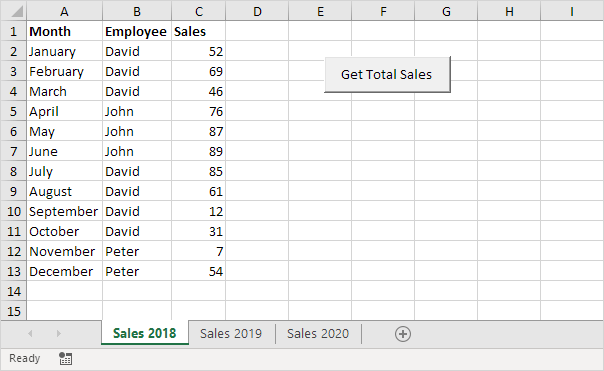 A B C D E F G H I
1 Month Employee Sales
2 January David 52
3 February David 69
Get Total Sales
4 March David 46
5 April John 76
6 May John 87
7 June John 89
8 July David 85
9 August David 61
10 September David 12
11 October David 31
12 November Peter 7
13 December Peter 54
14
15
Sales 2018 Sales 2019 Sales 2020
Ready